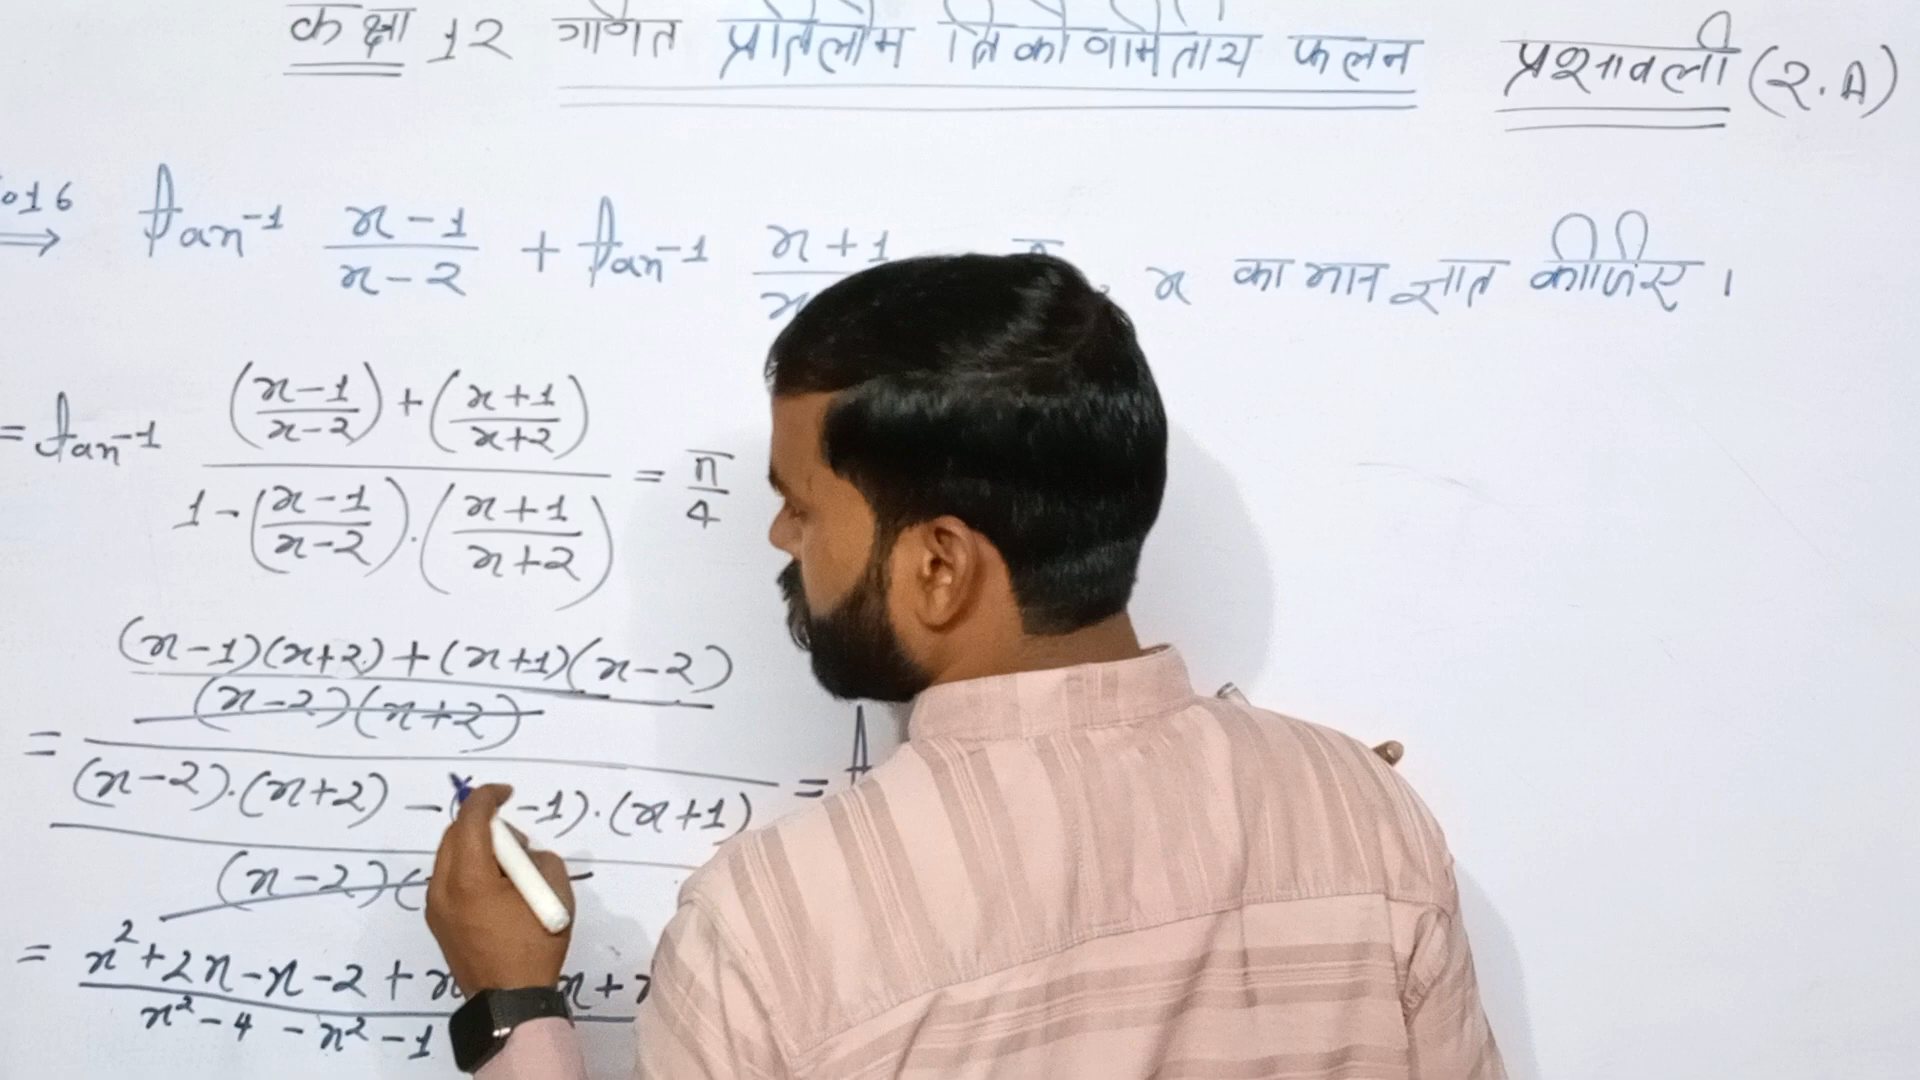 कक्षा 12 गणित प्रतिलोम त्रिकोणमितीय फलन प्रश्नावली (2.A)
016
⇒ tan⁻¹ (x-1)/(x-2) + tan⁻¹ x+1 , x का मान ज्ञात कीजिए ।
= tan⁻¹ [((x-1)/(x-2)) + ((x+1)/(x+2))] / [1 - ((x-1)/(x-2)) . ((x+1)/(x+2))] = π/4
(x-1)(x+2) + (x+1)(x-2)
(x-2)(x+2)
=
(x-2).(x+2) - -1).(x+1) =
(x-2)(
= x²+2x-x-2+x x+
x²-4-x²-1